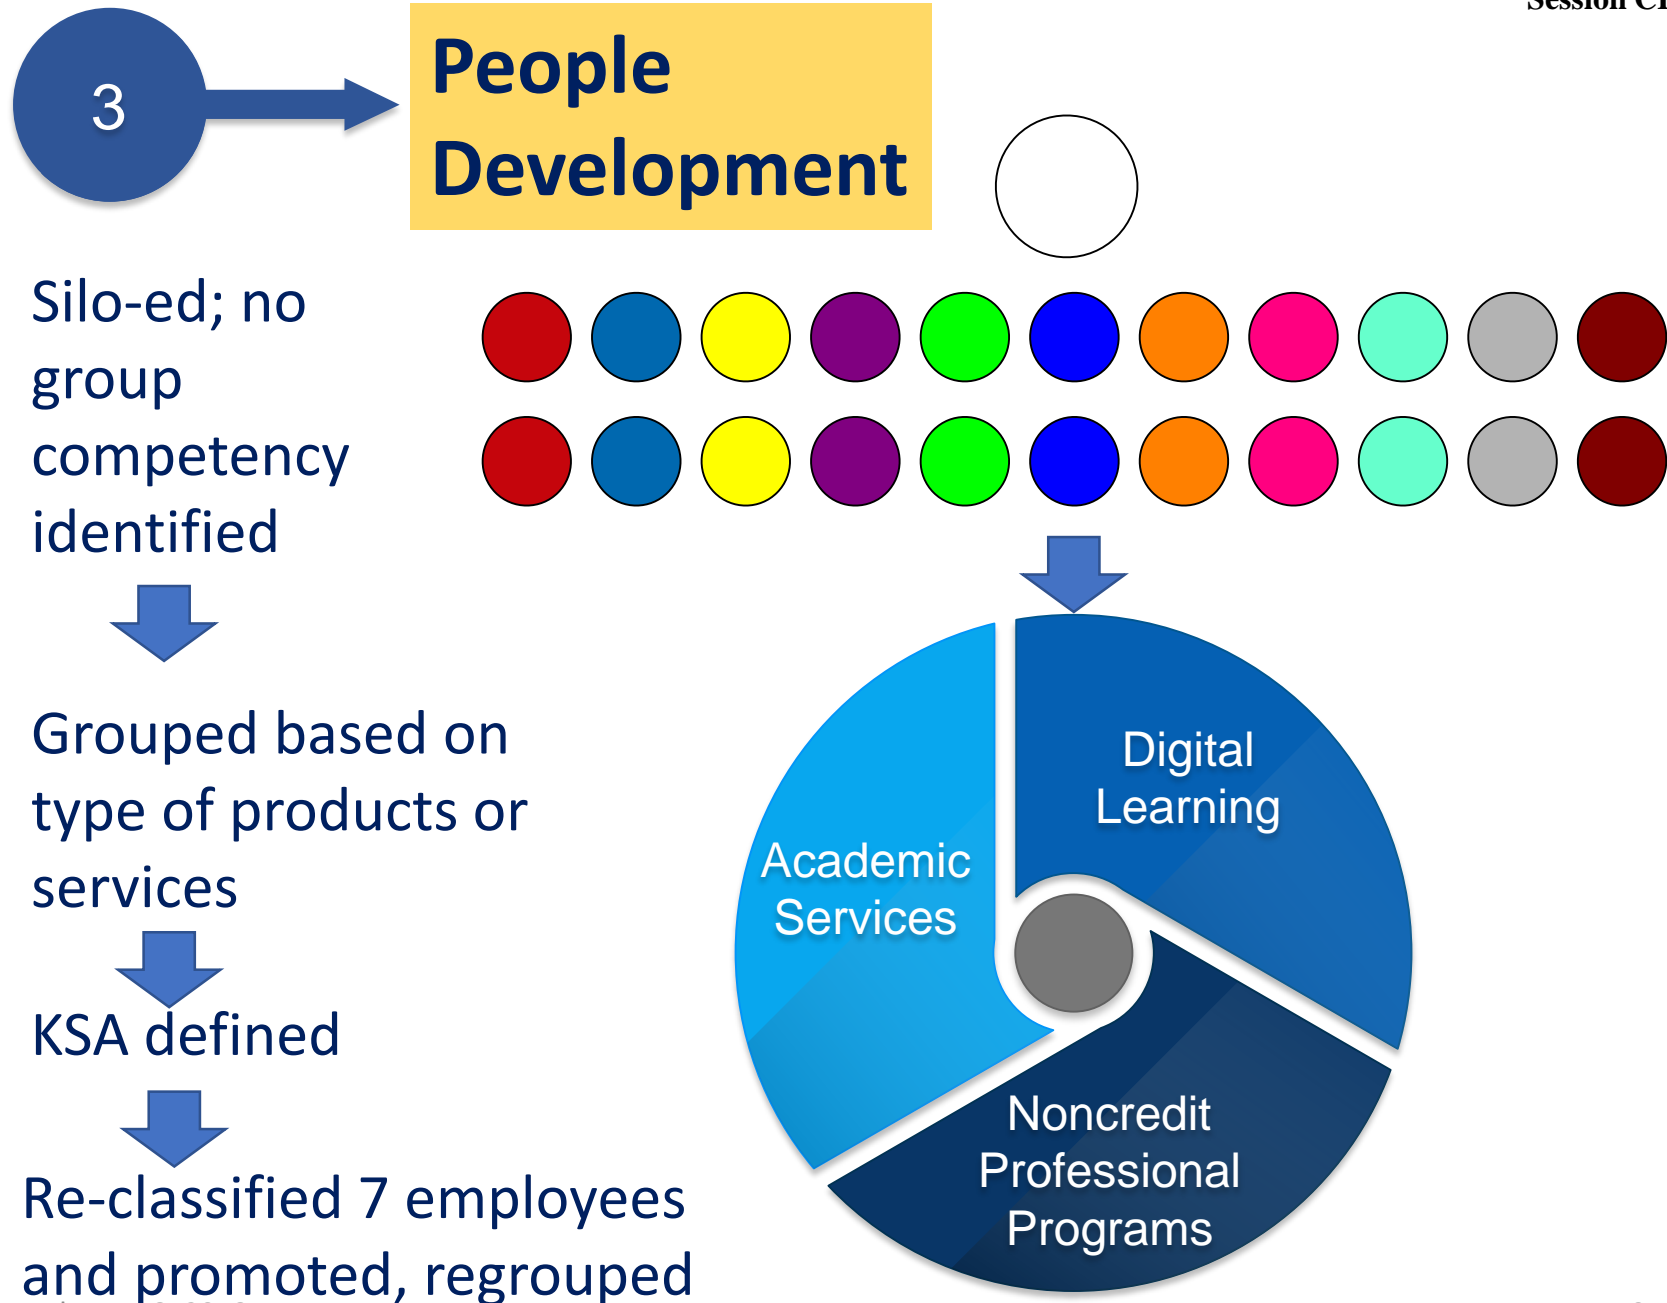 Session
3
People
Development
Silo-ed; no
group
competency
identified
Grouped based on
type of products or
services
KSA defined
Re-classified 7 employees
and promoted, regrouped
Digital
Learning
Academic
Services
Noncredit
Professional
Programs